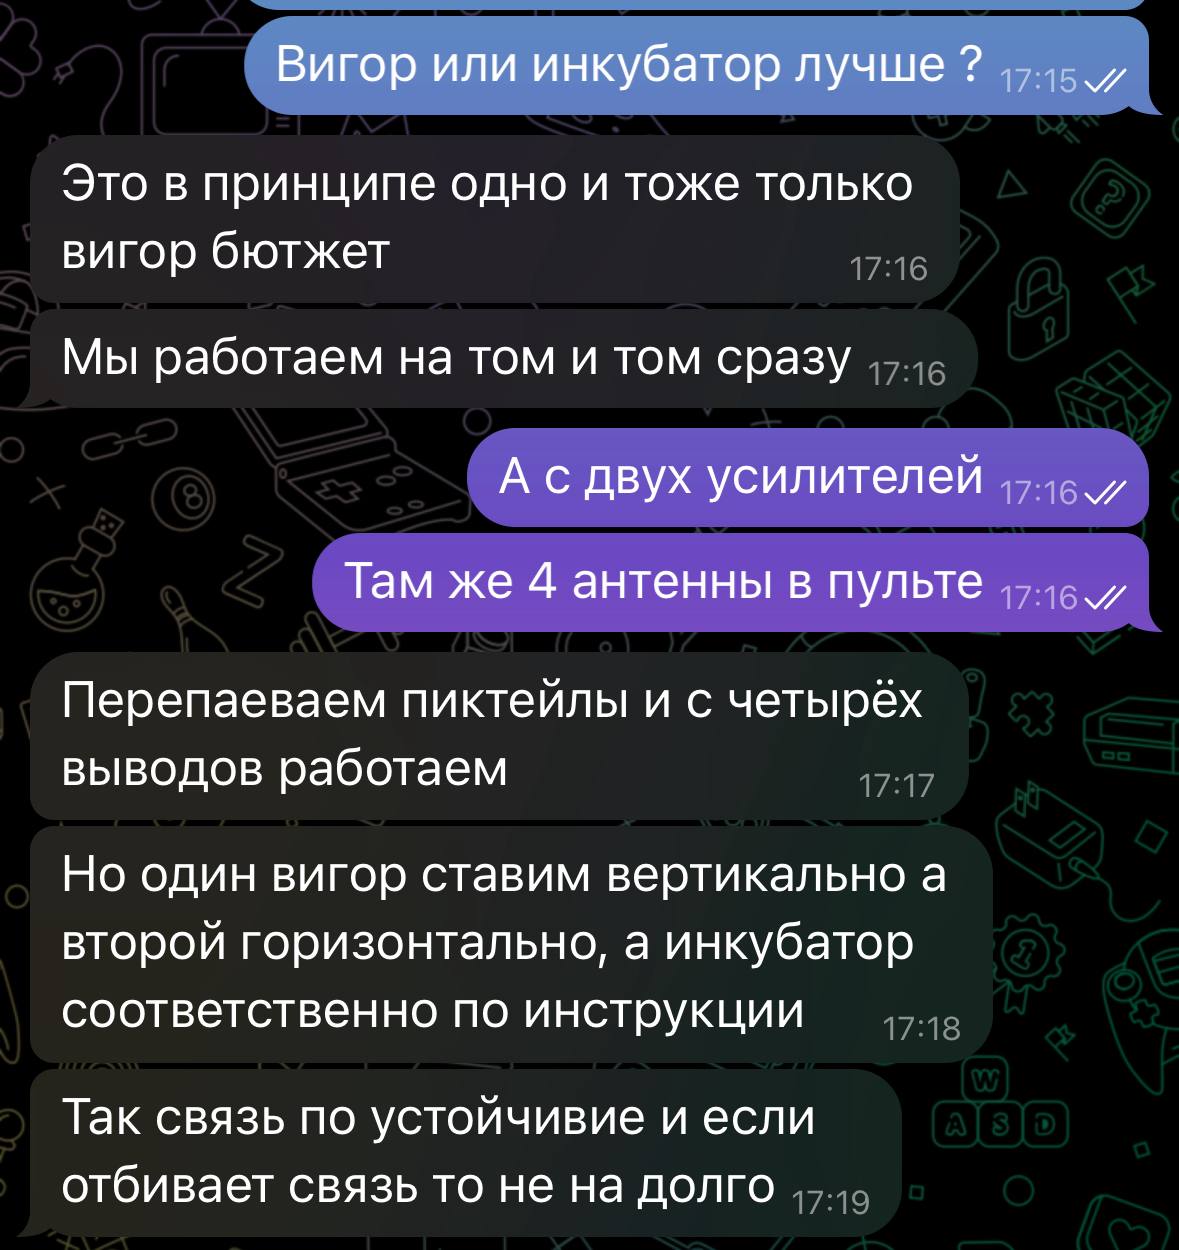 Вигор или инкубатор лучше ? 17:15
Это в принципе одно и тоже только
вигор бютжет 17:16
Мы работаем на том и том сразу 17:16
А с двух усилителей 17:16
Там же 4 антенны в пульте 17:16
Перепаеваем пиктейлы и с четырёх
выводов работаем 17:17
Но один вигор ставим вертикально а
второй горизонтально, а инкубатор
соответственно по инструкции 17:18
Так связь по устойчивие и если
отбивает связь то не на долго 17:19
W
A S D